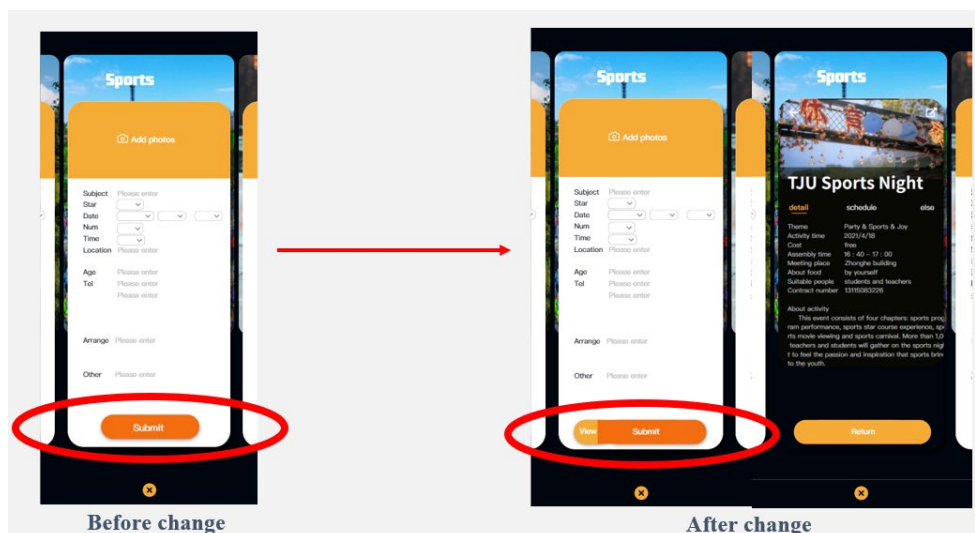 Sports
Add photos
Subject Please enter
Star
Date
Num
Time
Location Please enter
Age Please enter
Tel Please enter
Please enter
Arrange Please enter
Other Please enter
Submit
Before change
Sports
Add photos
Subject Please enter
Star
Date
Num
Time
Location Please enter
Age Please enter
Tel Please enter
Please enter
Arrange Please enter
Other Please enter
View Submit
Sports
体育
TJU Sports Night
detail schedule else
Theme Party & Sports & Joy
Activity time 2021/4/18
Cost free
Assembly time 16 : 40 – 17 : 00
Meeting place Zhonghe building
About food by yourself
Suitable people students and teachers
Contract number 13115083226
About activity
This event consists of four chapters: sports prog
ram performance, sports star course experience, sp
rts movie viewing and sports carnival. More than 1,0
teachers and students will gather on the sports nigh
t to feel the passion and inspiration that sports brin
to the youth.
Return
After change